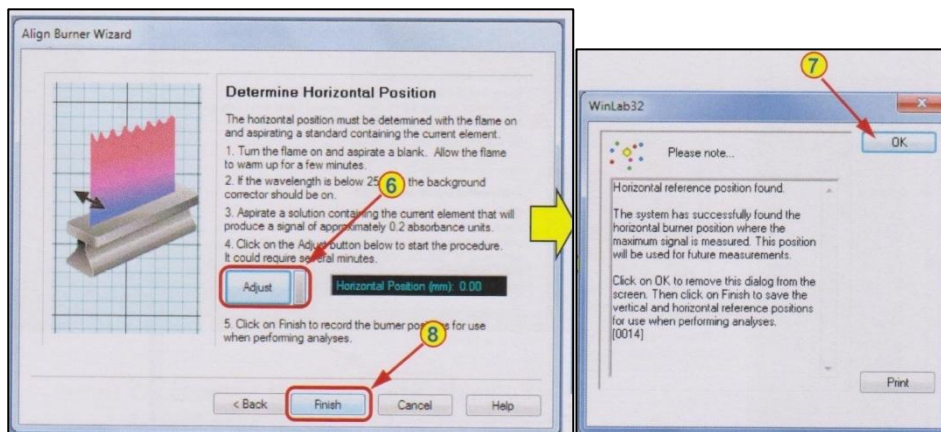 Align Burner Wizard
Determine Horizontal Position
The horizontal position must be determined with the flame on
and aspirating a standard containing the current element.
1. Turn the flame on and aspirate a blank. Allow the flame
to warm up for a few minutes.
2. If the wavelength is below the background
corrector should be on.
3. Aspirate a solution containing the current element that will
produce a signal of approximately 0.2 absorbance units.
4. Click on the Adjust button below to start the procedure.
It could require several minutes.
6
Adjust
Horizontal Position (mm): 0.00
5. Click on Finish to record the burner for use
when performing analyses.
8
< Back
Finish
Cancel
Help
7
WinLab32
Please note...
OK
Horizontal reference position found.
The system has successfully found the
horizontal burner position where the
maximum signal is measured. This position
will be used for future measurements.
Click on OK to remove this dialog from the
screen. Then click on Finish to save the
vertical and horizontal reference positions
for use when performing analyses.
[0014]
Print